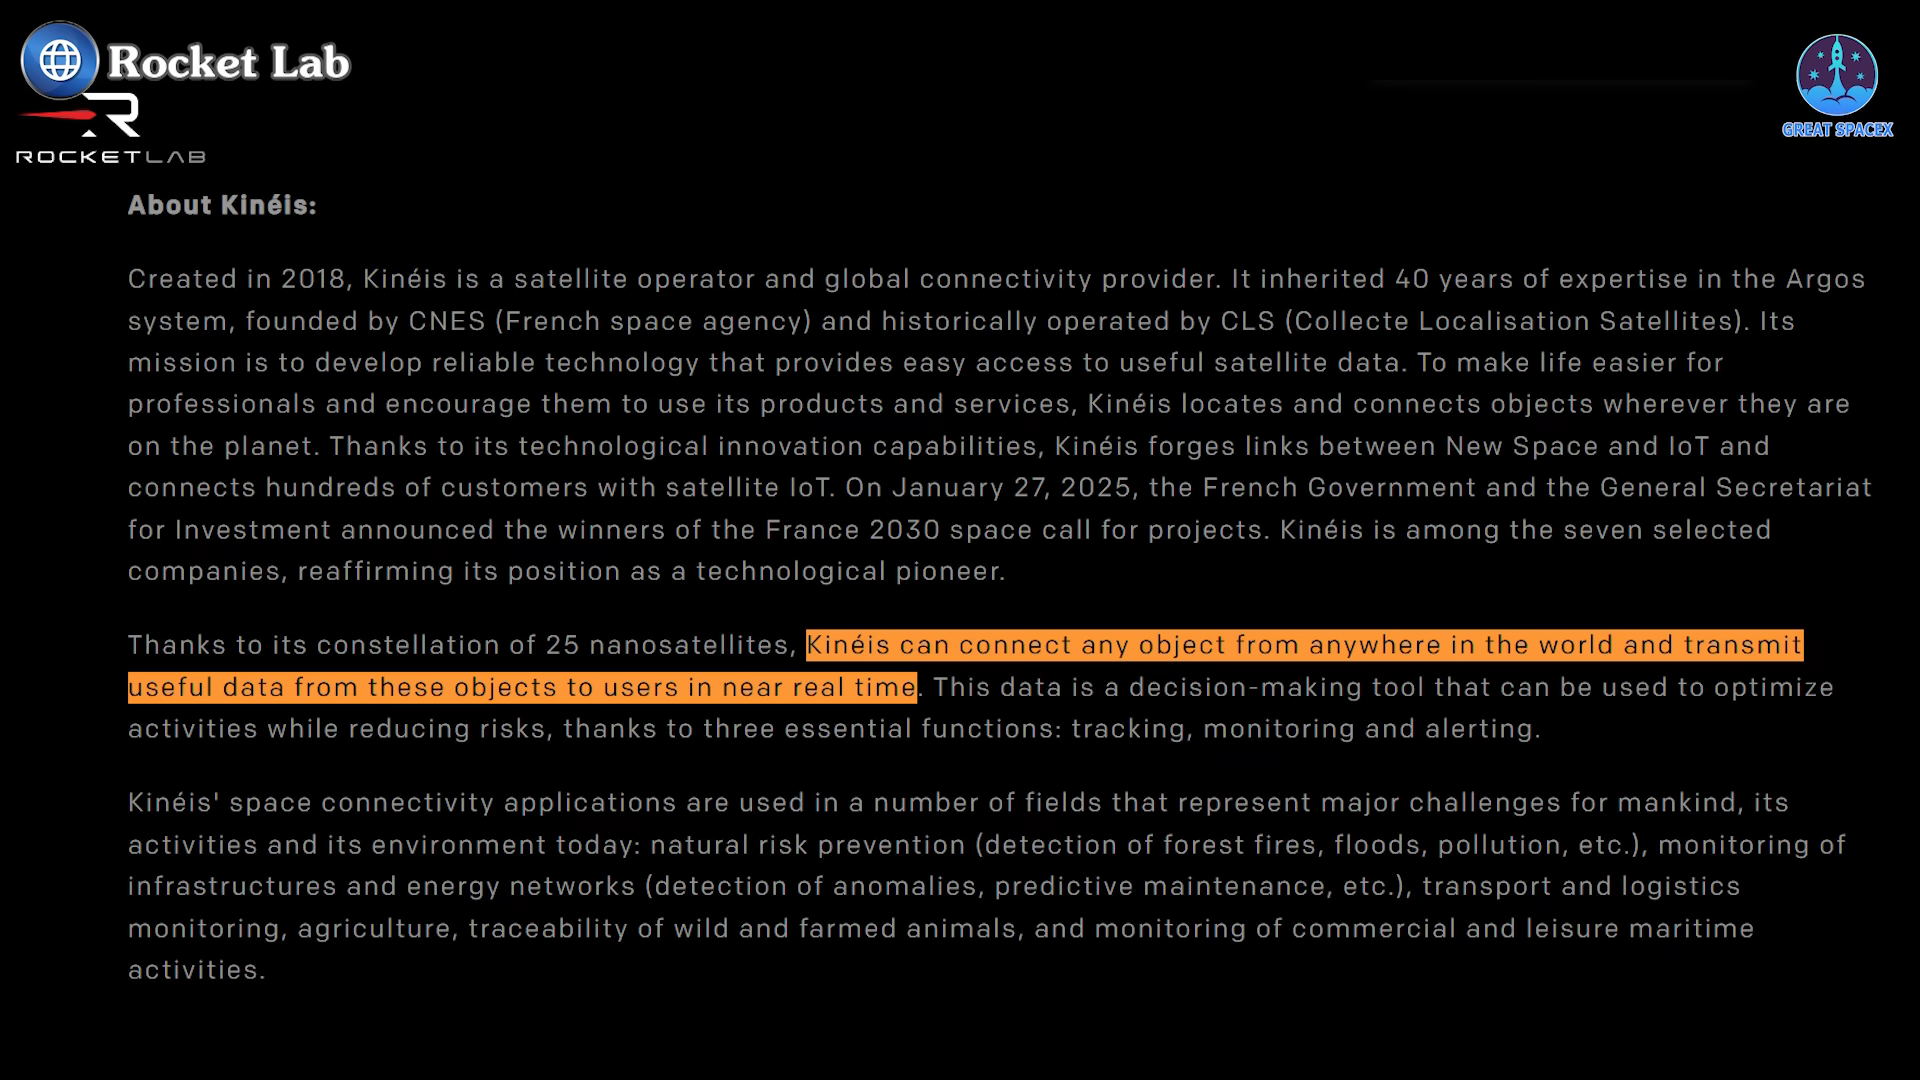 Rocket Lab
ROCKETLAB
GREAT SPACEX
About Kinéis:
Created in 2018, Kinéis is a satellite operator and global connectivity provider. It inherited 40 years of expertise in the Argos
system, founded by CNES (French space agency) and historically operated by CLS (Collecte Localisation Satellites). Its
mission is to develop reliable technology that provides easy access to useful satellite data. To make life easier for
professionals and encourage them to use its products and services, Kinéis locates and connects objects wherever they are
on the planet. Thanks to its technological innovation capabilities, Kinéis forges links between New Space and IoT and
connects hundreds of customers with satellite IoT. On January 27, 2025, the French Government and the General Secretariat
for Investment announced the winners of the France 2030 space call for projects. Kinéis is among the seven selected
companies, reaffirming its position as a technological pioneer.
Thanks to its constellation of 25 nanosatellites, Kinéis can connect any object from anywhere in the world and transmit
useful data from these objects to users in near real time. This data is a decision-making tool that can be used to optimize
activities while reducing risks, thanks to three essential functions: tracking, monitoring and alerting.
Kinéis' space connectivity applications are used in a number of fields that represent major challenges for mankind, its
activities and its environment today: natural risk prevention (detection of forest fires, floods, pollution, etc.), monitoring of
infrastructures and energy networks (detection of anomalies, predictive maintenance, etc.), transport and logistics
monitoring, agriculture, traceability of wild and farmed animals, and monitoring of commercial and leisure maritime
activities.